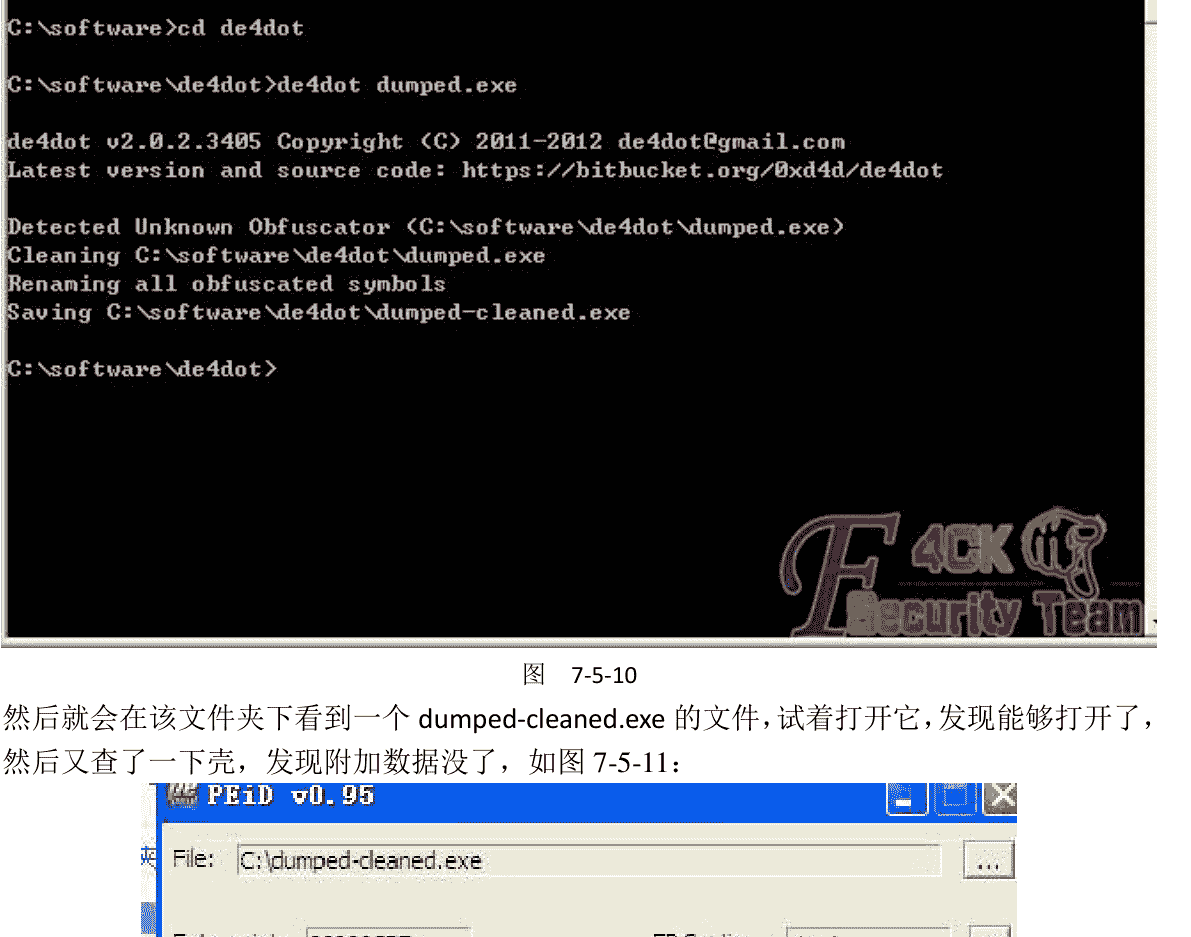 C:\software>cd de4dot
C:\software\de4dot>de4dot dumped.exe
de4dot v2.0.2.3405 Copyright (C) 2011-2012 de4dot@gmail.com
Latest version and source code: https://bitbucket.org/0xd4d/de4dot
Detected Unknown Obfuscator (C:\software\de4dot\dumped.exe)
Cleaning C:\software\de4dot\dumped.exe
Renaming all obfuscated symbols
Saving C:\software\de4dot\dumped-cleaned.exe
C:\software\de4dot>
F4CK
Security Team
图 7-5-10
然后就会在该文件夹下看到一个 dumped-cleaned.exe 的文件，试着打开它，发现能够打开了，
然后又查了一下壳，发现附加数据没了，如图 7-5-11：
PEiD v0.95
File: C:\dumped-cleaned.exe ...